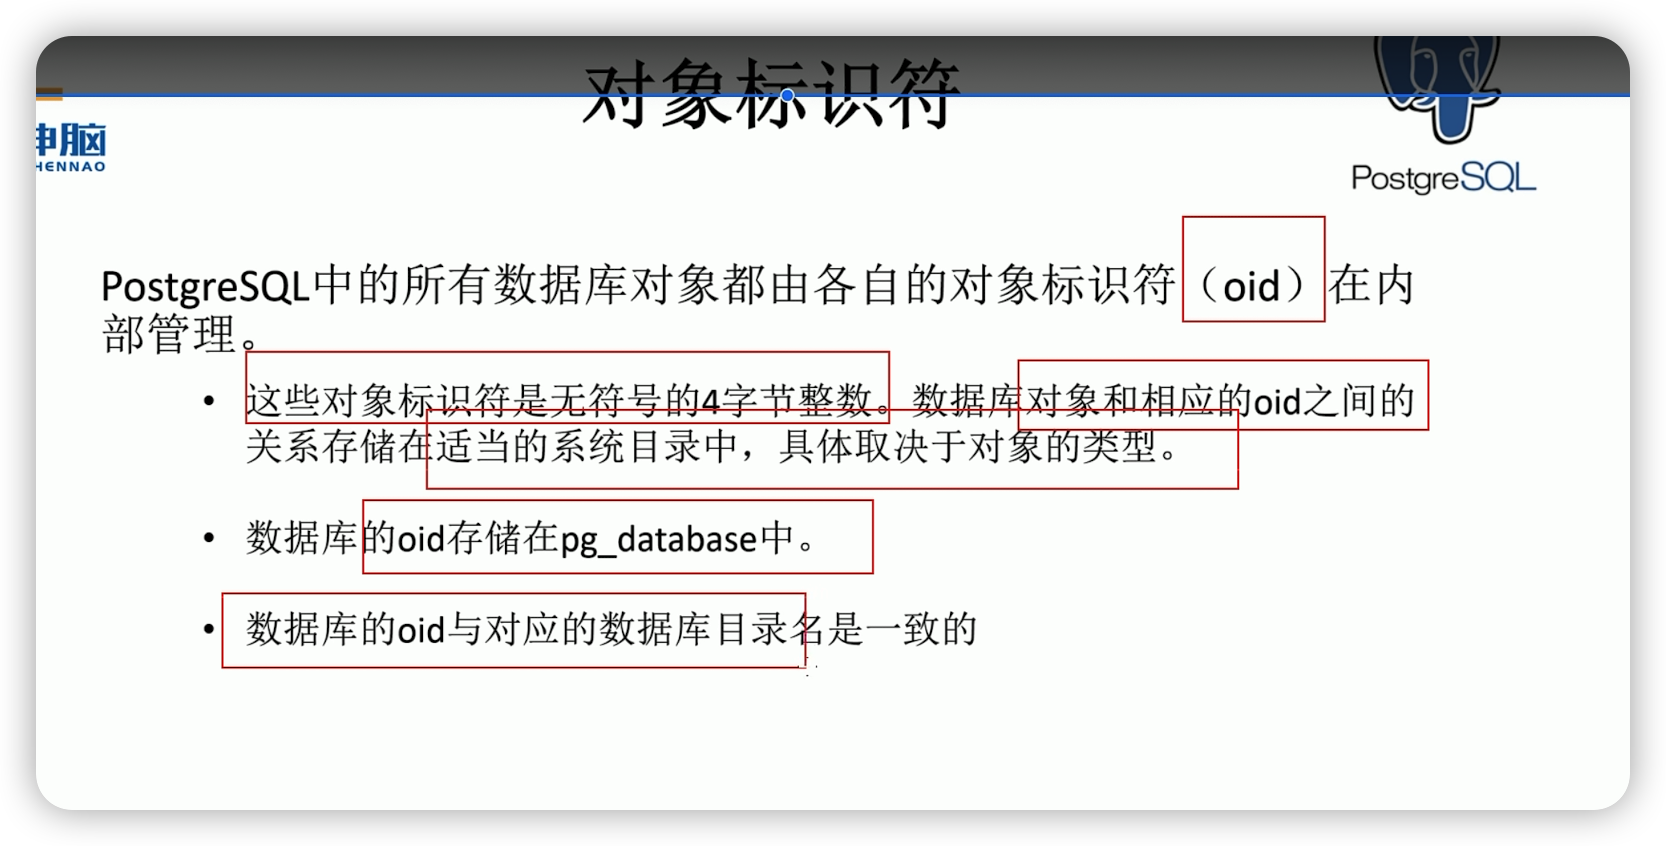 对象标识符
神脑
HENNAO
PostgreSQL
PostgreSQL中的所有数据库对象都由各自的对象标识符（oid）在内
部管理。
• 这些对象标识符是无符号的4字节整数。数据库对象和相应的oid之间的
关系存储在适当的系统目录中，具体取决于对象的类型。
• 数据库的oid存储在pg_database中。
• 数据库的oid与对应的数据库目录名是一致的